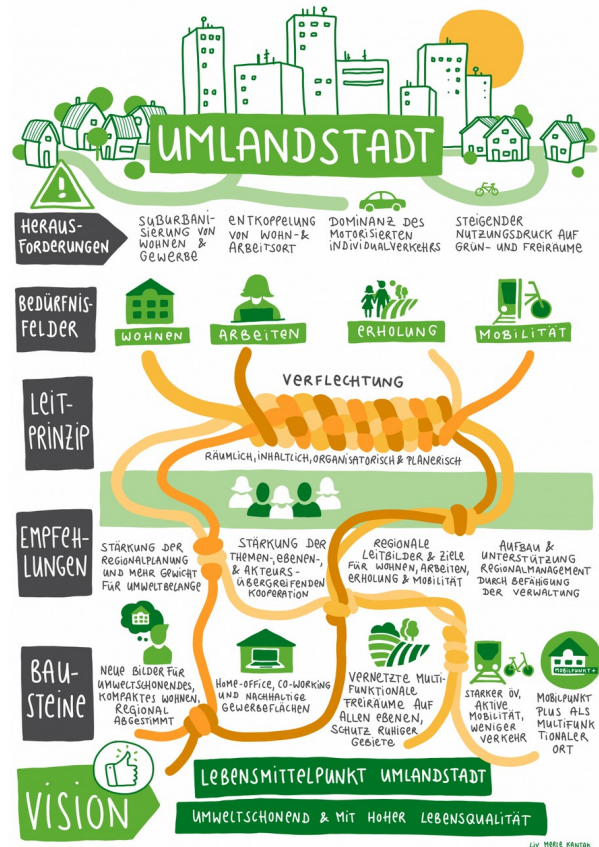 UMLANDSTADT
HERAUS-
FORDERUNGEN
SUBURBANI-
SIERUNG VON
WOHNEN &
GEWERBE
ENTKOPPELUNG
VON WOHN- &
ARBEITSORT
DOMINANZ DES
MOTORISIERTEN
INDIVIDUALVERKEHRS
STEIGENDER
NUTZUNGSDRUCK AUF
GRÜN- UND FREIRÄUME
BEDÜRFNIS-
FELDER
WOHNEN
ARBEITEN
ERHOLUNG
MOBILITÄT
LEIT-
PRINZIP
VERFLECHTUNG
RÄUMLICH, INHALTLICH, ORGANISATORISCH & PLANERISCH
EMPFEH-
LUNGEN
STÄRKUNG DER
REGIONALPLANUNG
UND MEHR GEWICHT
FÜR UMWELTBELANGE
STÄRKUNG DER
THEMEN-, EBENEN-,
& AKTEURS-
ÜBERGREIFENDEN
KOOPERATION
REGIONALE
LEITBILDER & ZIELE
FÜR WOHNEN, ARBEITEN,
ERHOLUNG & MOBILITÄT
AUFBAU &
UNTERSTÜTZUNG
REGIONALMANAGEMENT
DURCH BEFÄHIGUNG
DER VERWALTUNG
BAU-
STEINE
NEUE BILDER FÜR
UMWELTSCHONENDES,
KOMPAKTES WOHNEN,
REGIONAL
ABGESTIMMT
HOME-OFFICE, CO-WORKING
UND NACHHALTIGE
GEWERBEFLÄCHEN
VERNETZTE MULTI-
FUNKTIONALE
FREIRÄUME AUF
ALLEN EBENEN,
SCHUTZ RUHIGER
GEBIETE
STARKER ÖV,
AKTIVE
MOBILITÄT,
WENIGER
VERKEHR
MOBILPUNKT+
MOBILPUNKT
PLUS ALS
MULTIFUNK
TIONALER
ORT
VISION
LEBENSMITTELPUNKT UMLANDSTADT
UMWELTSCHONEND & MIT HOHER LEBENSQUALITÄT
LIV MERLE KANTAK